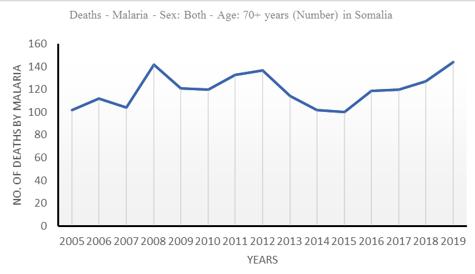 Deaths - Malaria - Sex: Both - Age: 70+ years (Number) in Somalia
160
140
120
100
80
60
40
20
0
NO. OF DEATHS BY MALARIA
2005 2006 2007 2008 2009 2010 2011 2012 2013 2014 2015 2016 2017 2018 2019
YEARS